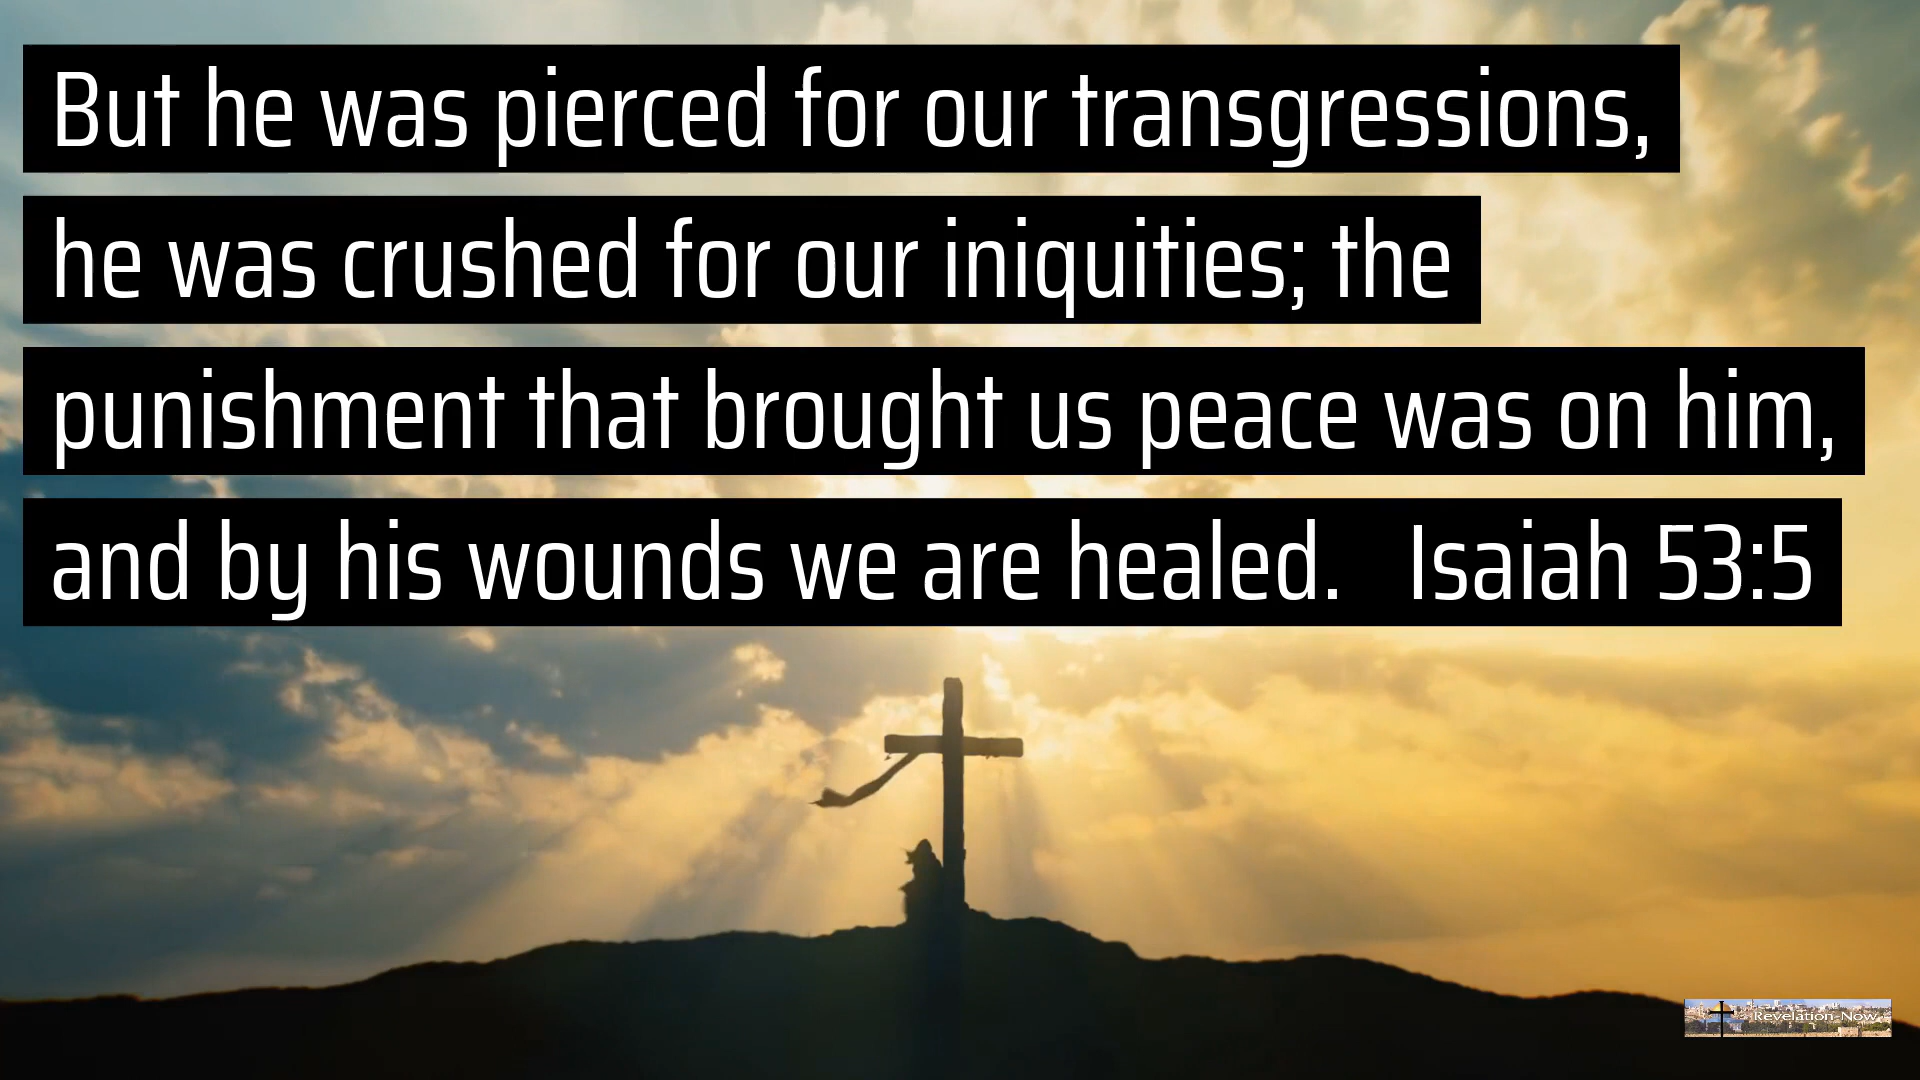 But he was pierced for our transgressions,
he was crushed for our iniquities; the
punishment that brought us peace was on him,
and by his wounds we are healed.   Isaiah 53:5
Revelation Now